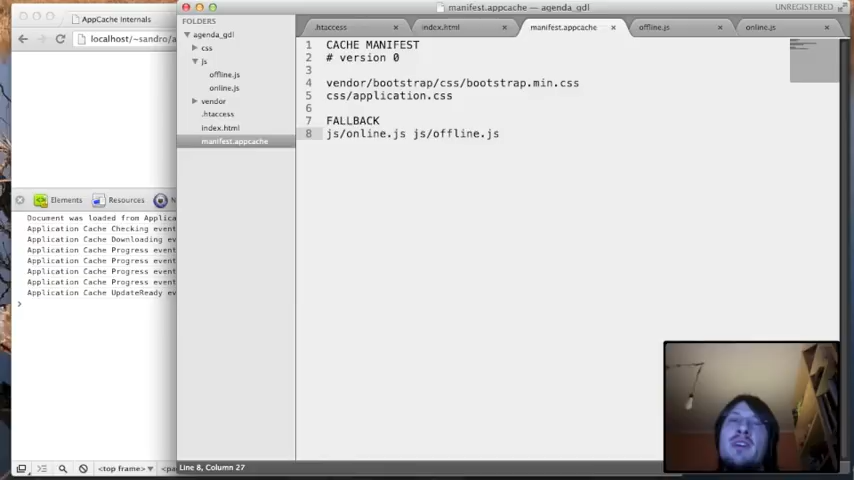 manifest.appcache — agenda_gdl
UNREGISTERED
AppCache Internals
localhost/~sandro/a
FOLDERS
agenda_gdl
css
js
offline.js
online.js
vendor
.htaccess
index.html
manifest.appcache
.htaccess
index.html
manifest.appcache
offline.js
online.js
1 CACHE MANIFEST
2 # version 0
3
4 vendor/bootstrap/css/bootstrap.min.css
5 css/application.css
6
7 FALLBACK
8 js/online.js js/offline.js
Elements
Resources
N
Document was loaded from Applica
Application Cache Checking event
Application Cache Downloading ev
Application Cache Progress event
Application Cache Progress event
Application Cache Progress event
Application Cache Progress event
Application Cache UpdateReady ev
>
<top frame>
<pa
Line 8, Column 27